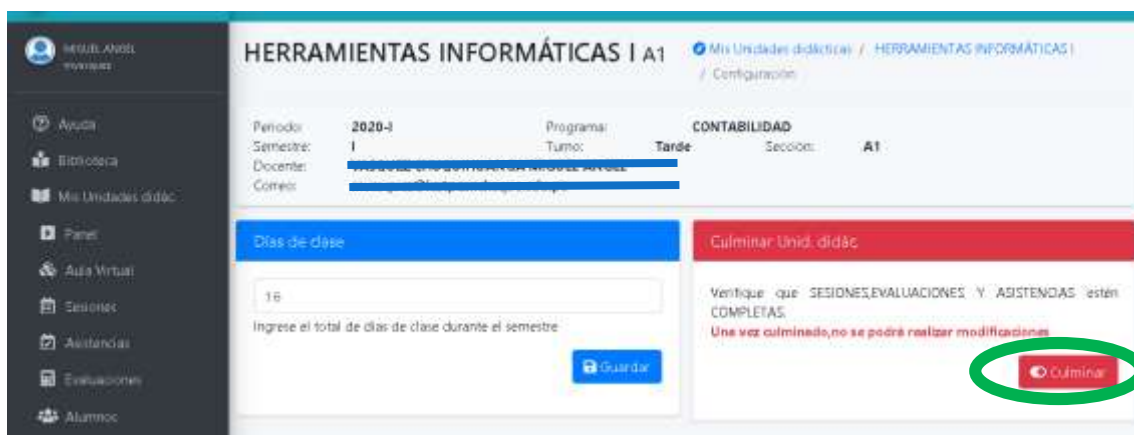 MIGUEL ANGEL
HERRAMIENTAS INFORMÁTICAS I A1
Mis Unidades didácticas / HERRAMIENTAS INFORMÁTICAS I
/ Configuración
Ayuda
Biblioteca
Mis Unidades didác.
Panel
Aula Virtual
Sesiones
Asistencias
Evaluaciones
Alumnos
Periodo: 2020-I Programa: CONTABILIDAD
Semestre: I Turno: Tarde Sección: A1
Docente:
Correo:
Días de clase
16
Ingrese el total de días de clase durante el semestre
Guardar
Culminar Unid. didác.
Verifique que SESIONES,EVALUACIONES Y ASISTENCIAS estén
COMPLETAS.
Una vez culminado,no se podrá realizar modificaciones
Culminar